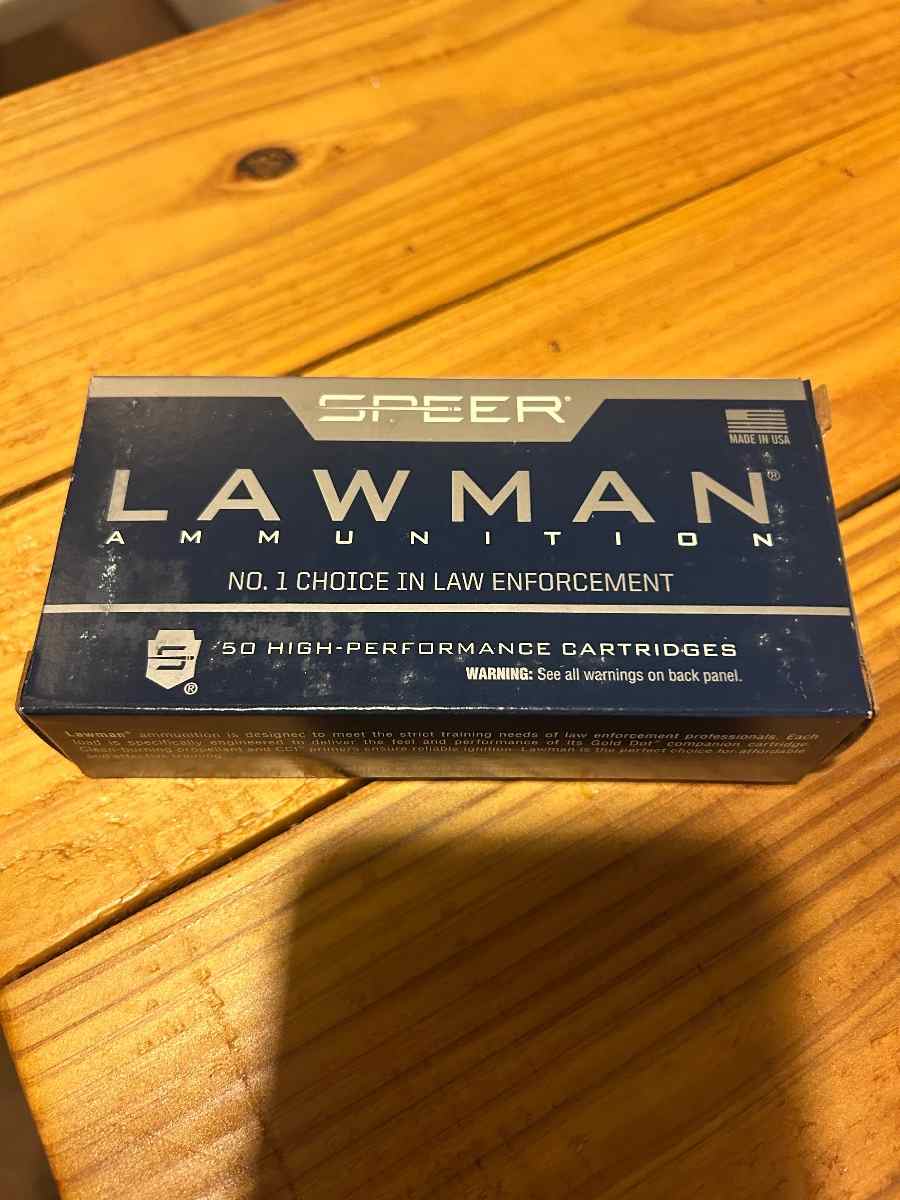 SPEER®
MADE IN USA
LAWMAN®
AMMUNITION
NO. 1 CHOICE IN LAW ENFORCEMENT
S
®
50 HIGH-PERFORMANCE CARTRIDGES
WARNING: See all warnings on back panel.
Lawman® ammunition is designed to meet the strict training needs of law enforcement professionals. Each
load is specifically engineered to deliver the feel and performance of its Gold Dot® companion cartridge.
Clean-burning propellant and CCI® primers ensure reliable ignition. Lawman is the perfect choice for affordable
and effective training.